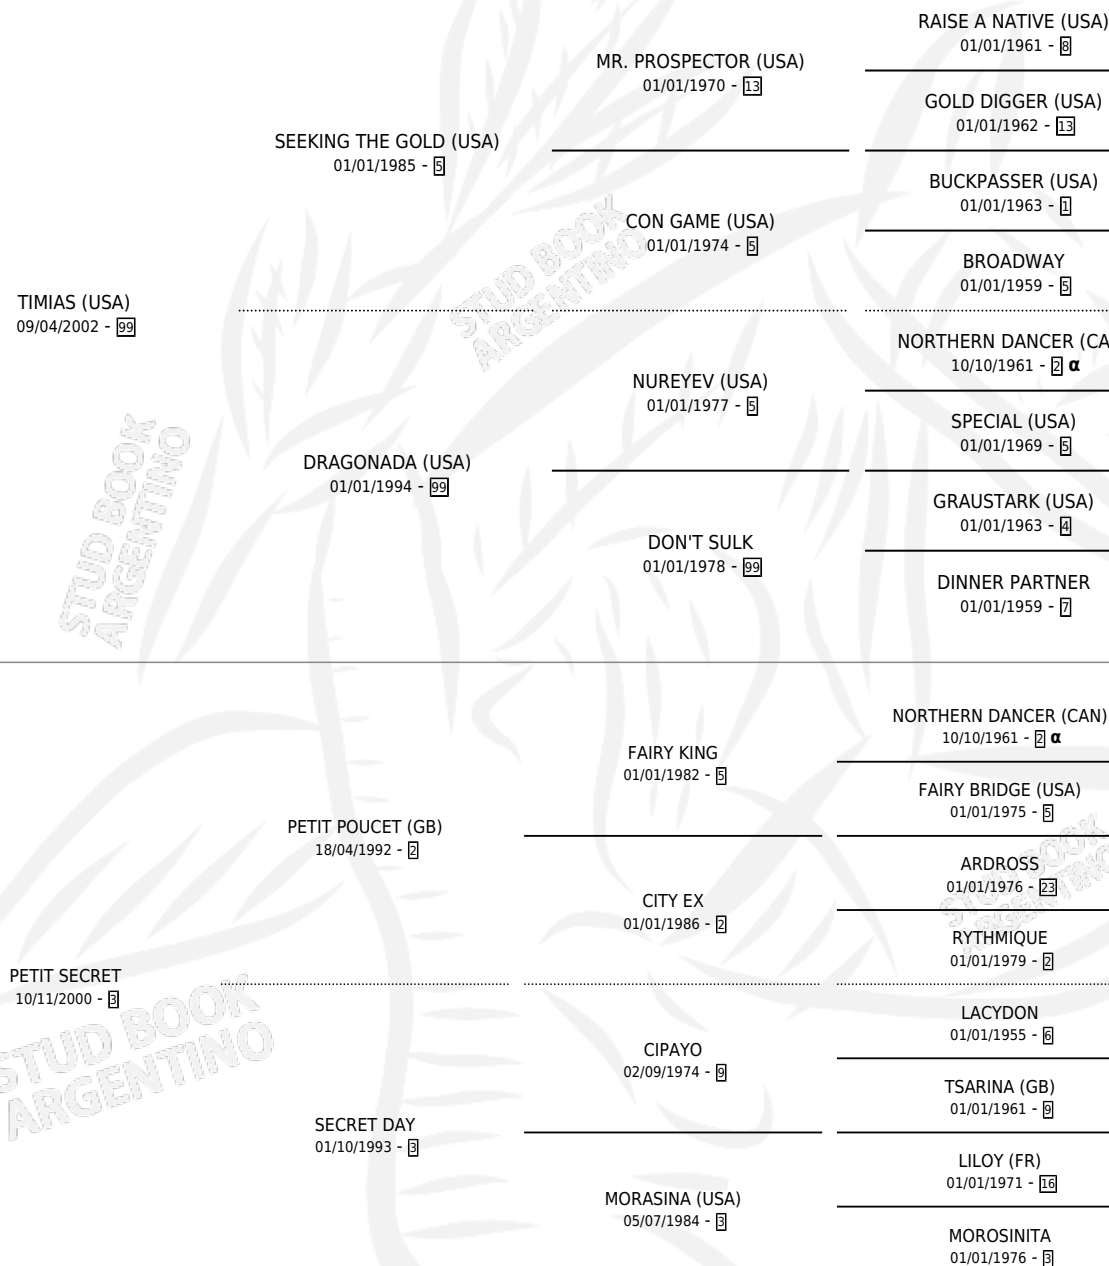 RAISE A NATIVE (USA)
01/01/1961 - 8
MR. PROSPECTOR (USA)
01/01/1970 - 13
GOLD DIGGER (USA)
01/01/1962 - 13
SEEKING THE GOLD (USA)
01/01/1985 - 5
BUCKPASSER (USA)
01/01/1963 - 1
CON GAME (USA)
01/01/1974 - 5
BROADWAY
01/01/1959 - 5
TIMIAS (USA)
09/04/2002 - 99
NORTHERN DANCER (CA
10/10/1961 - 2 α
NUREYEV (USA)
01/01/1977 - 5
SPECIAL (USA)
01/01/1969 - 5
DRAGONADA (USA)
01/01/1994 - 99
GRAUSTARK (USA)
01/01/1963 - 4
DON'T SULK
01/01/1978 - 99
DINNER PARTNER
01/01/1959 - 7
NORTHERN DANCER (CAN)
10/10/1961 - 2 α
FAIRY KING
01/01/1982 - 5
FAIRY BRIDGE (USA)
01/01/1975 - 5
PETIT POUCET (GB)
18/04/1992 - 2
ARDROSS
01/01/1976 - 23
CITY EX
01/01/1986 - 2
RYTHMIQUE
01/01/1979 - 2
PETIT SECRET
10/11/2000 - 3
LACYDON
01/01/1955 - 6
CIPAYO
02/09/1974 - 9
TSARINA (GB)
01/01/1961 - 9
SECRET DAY
01/10/1993 - 3
LILOY (FR)
01/01/1971 - 16
MORASINA (USA)
05/07/1984 - 3
MOROSINITA
01/01/1976 - 3
STUD BOOK
ARGENTINO
STUD BOOK
ARGENTINO
STUD BOOK
ARGENTINO
STUD BOOK
ARGENTINO